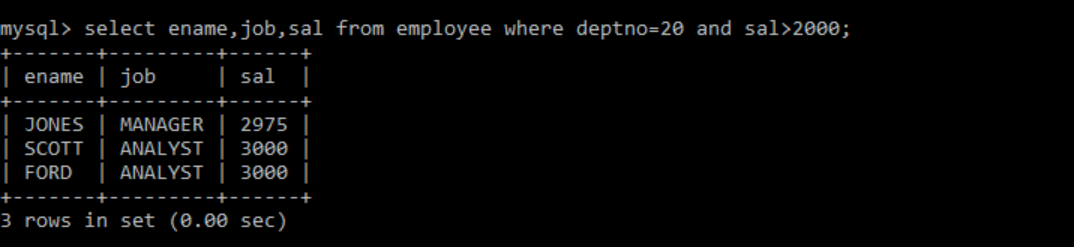 mysql> select ename,job,sal from employee where deptno=20 and sal>2000;
+-------+---------+------+
| ename | job     | sal  |
+-------+---------+------+
| JONES | MANAGER | 2975 |
| SCOTT | ANALYST | 3000 |
| FORD  | ANALYST | 3000 |
+-------+---------+------+
3 rows in set (0.00 sec)